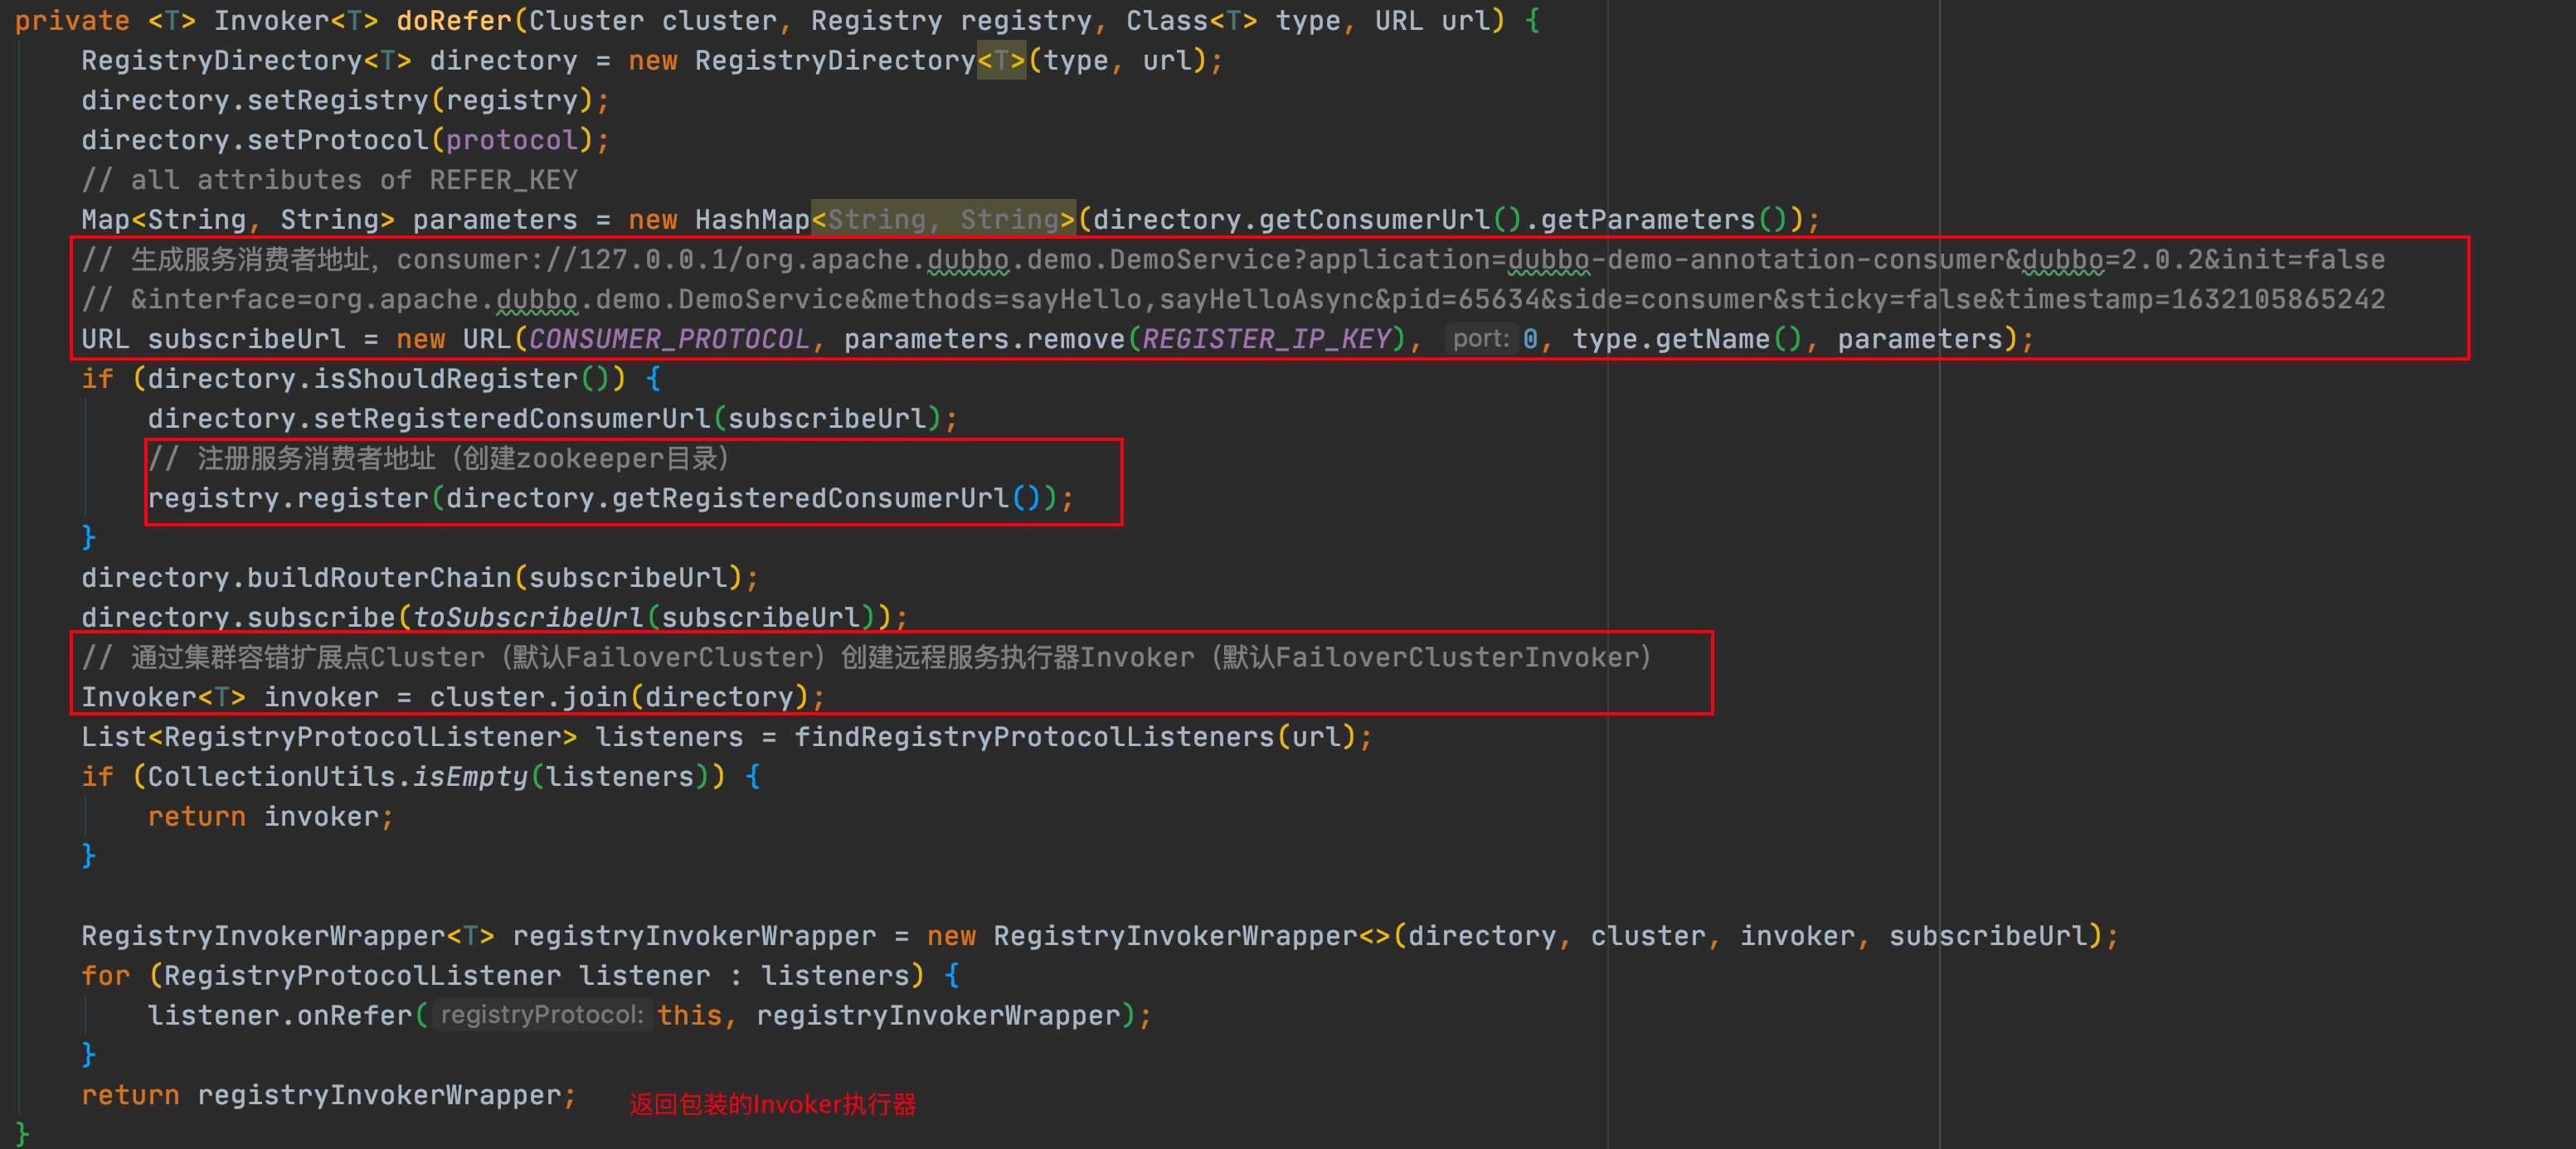 private <T> Invoker<T> doRefer(Cluster cluster, Registry registry, Class<T> type, URL url) {
RegistryDirectory<T> directory = new RegistryDirectory<T>(type, url);
directory.setRegistry(registry);
directory.setProtocol(protocol);
// all attributes of REFER_KEY
Map<String, String> parameters = new HashMap<String, String>(directory.getConsumerUrl().getParameters());
// 生成服务消费者地址，consumer://127.0.0.1/org.apache.dubbo.demo.DemoService?application=dubbo-demo-annotation-consumer&dubbo=2.0.2&init=false
// &interface=org.apache.dubbo.demo.DemoService&methods=sayHello,sayHelloAsync&pid=65634&side=consumer&sticky=false&timestamp=1632105865242
URL subscribeUrl = new URL(CONSUMER_PROTOCOL, parameters.remove(REGISTER_IP_KEY), port: 0, type.getName(), parameters);
if (directory.isShouldRegister()) {
directory.setRegisteredConsumerUrl(subscribeUrl);
// 注册服务消费者地址（创建zookeeper目录）
registry.register(directory.getRegisteredConsumerUrl());
}
directory.buildRouterChain(subscribeUrl);
directory.subscribe(toSubscribeUrl(subscribeUrl));
// 通过集群容错扩展点Cluster（默认FailoverCluster）创建远程服务执行器Invoker（默认FailoverClusterInvoker）
Invoker<T> invoker = cluster.join(directory);
List<RegistryProtocolListener> listeners = findRegistryProtocolListeners(url);
if (CollectionUtils.isEmpty(listeners)) {
return invoker;
}
RegistryInvokerWrapper<T> registryInvokerWrapper = new RegistryInvokerWrapper<>(directory, cluster, invoker, subscribeUrl);
for (RegistryProtocolListener listener : listeners) {
listener.onRefer( registryProtocol: this, registryInvokerWrapper);
}
return registryInvokerWrapper; 返回包装的Invoker执行器
}